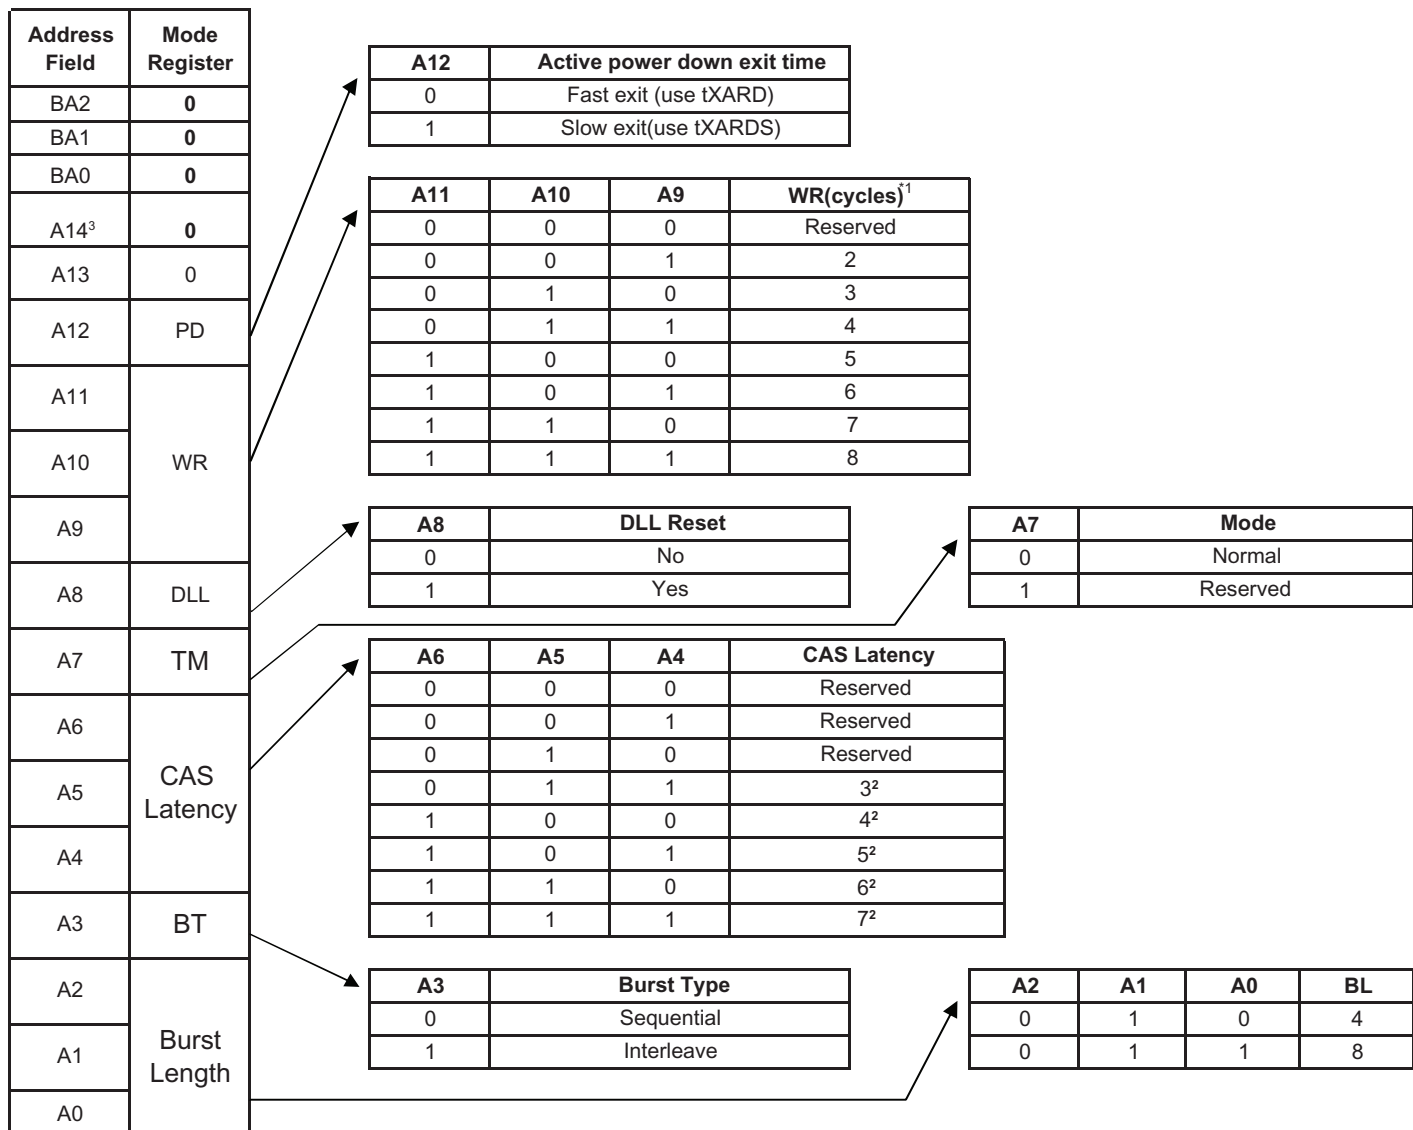 Address Field	Mode Register
BA2	0
BA1	0
BA0	0
A14³	0
A13	0
A12	PD
A11
A10	WR
A9
A8	DLL
A7	TM
A6
A5	CAS Latency
A4
A3	BT
A2
A1	Burst Length
A0
A12	Active power down exit time
0	Fast exit (use tXARD)
1	Slow exit(use tXARDS)
A11	A10	A9	WR(cycles)*1
0	0	0	Reserved
0	0	1	2
0	1	0	3
0	1	1	4
1	0	0	5
1	0	1	6
1	1	0	7
1	1	1	8
A8	DLL Reset
0	No
1	Yes
A7	Mode
0	Normal
1	Reserved
A6	A5	A4	CAS Latency
0	0	0	Reserved
0	0	1	Reserved
0	1	0	Reserved
0	1	1	3²
1	0	0	4²
1	0	1	5²
1	1	0	6²
1	1	1	7²
A3	Burst Type
0	Sequential
1	Interleave
A2	A1	A0	BL
0	1	0	4
0	1	1	8